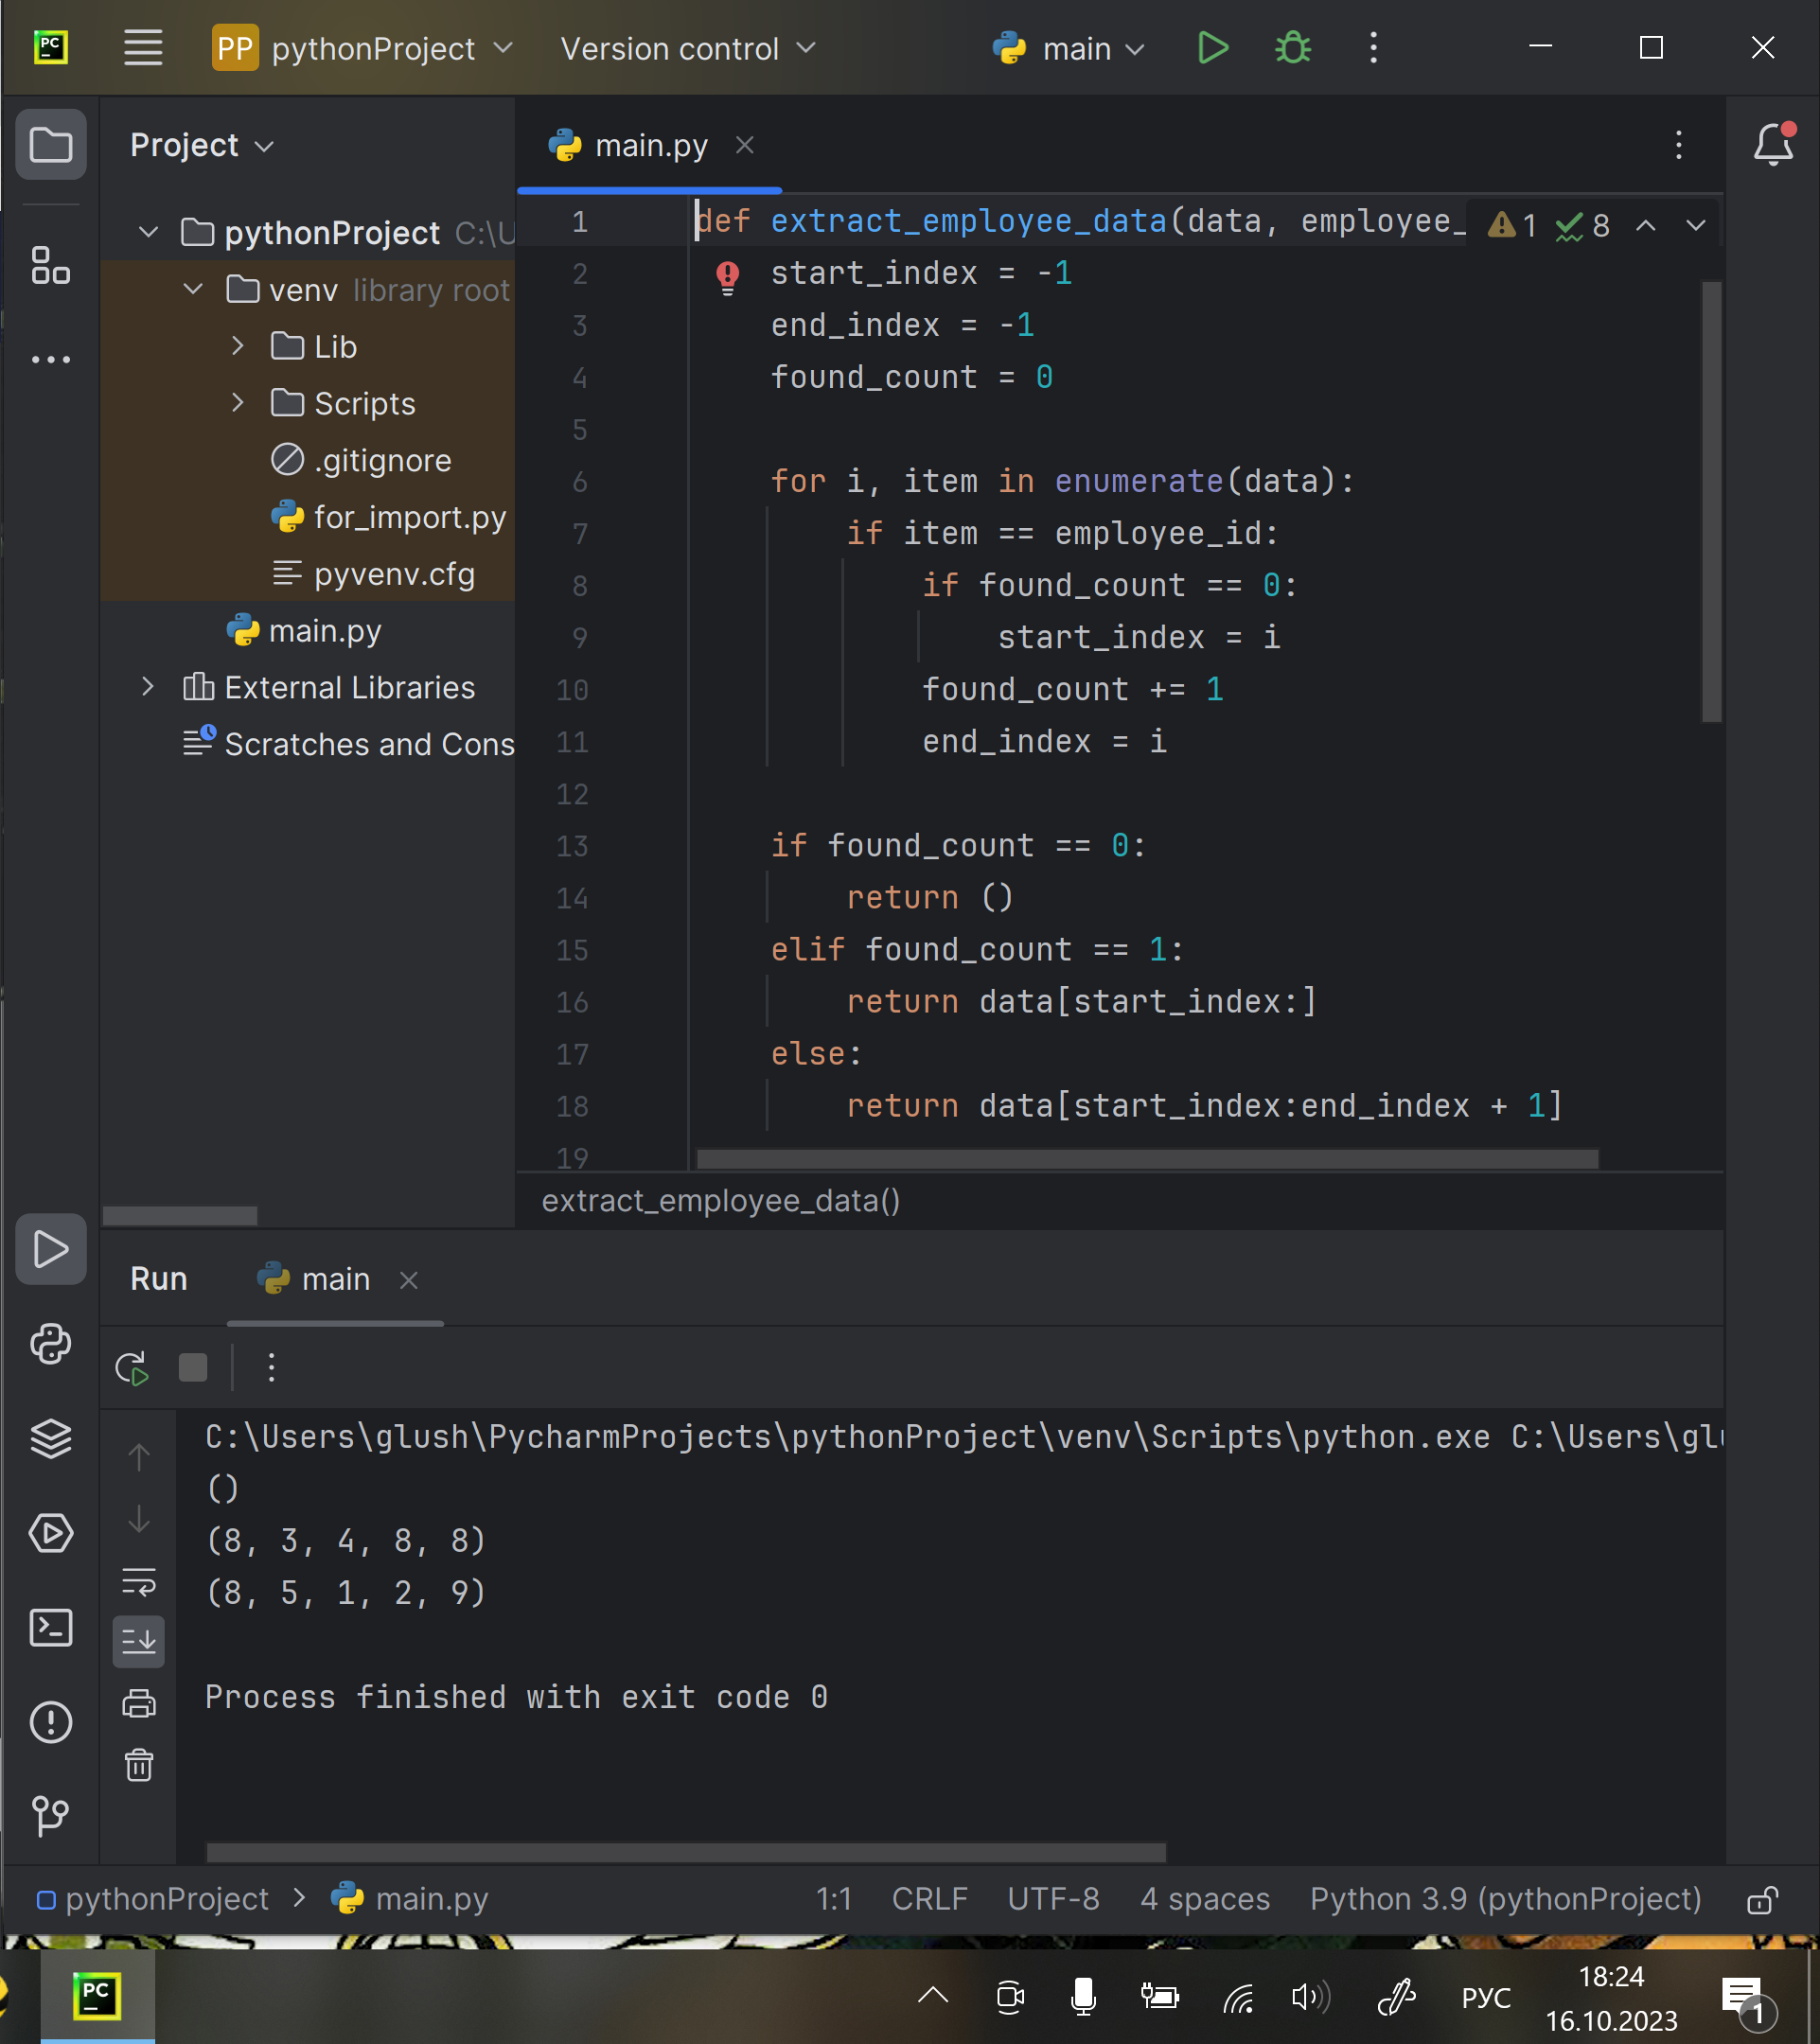 PC
PP pythonProject Version control main
Project
main.py
pythonProject C:\U
venv library root
Lib
Scripts
.gitignore
for_import.py
pyvenv.cfg
main.py
External Libraries
Scratches and Cons
1 def extract_employee_data(data, employee_ 1 8
2 start_index = -1
3 end_index = -1
4 found_count = 0
5
6 for i, item in enumerate(data):
7 if item == employee_id:
8 if found_count == 0:
9 start_index = i
10 found_count += 1
11 end_index = i
12
13 if found_count == 0:
14 return ()
15 elif found_count == 1:
16 return data[start_index:]
17 else:
18 return data[start_index:end_index + 1]
19
extract_employee_data()
Run main
C:\Users\glush\PycharmProjects\pythonProject\venv\Scripts\python.exe C:\Users\glu
()
(8, 3, 4, 8, 8)
(8, 5, 1, 2, 9)
Process finished with exit code 0
pythonProject > main.py 1:1 CRLF UTF-8 4 spaces Python 3.9 (pythonProject)
PC
РУС
18:24
16.10.2023
1